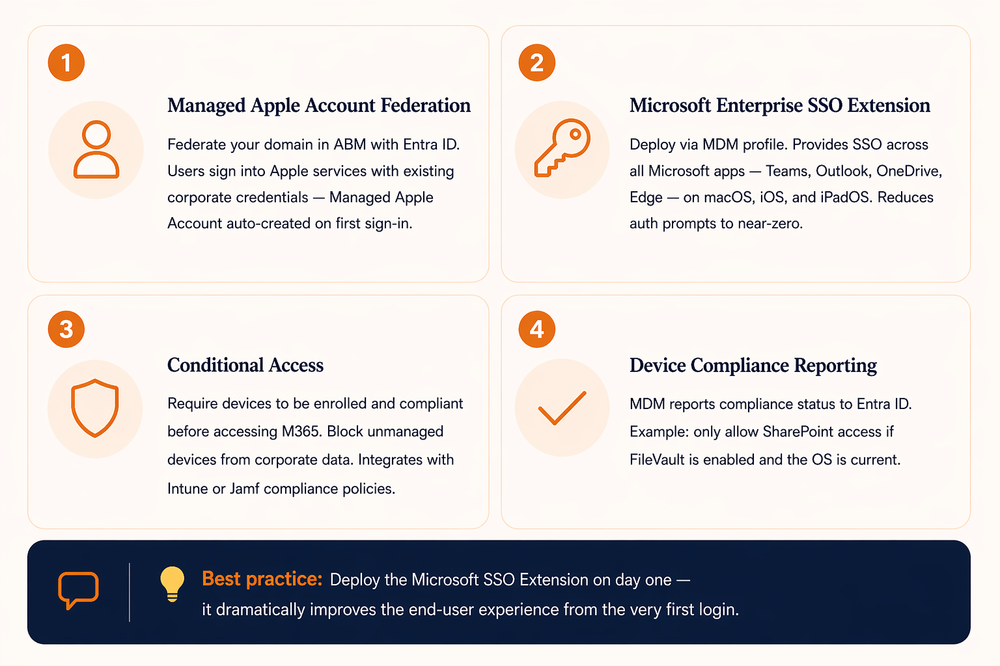 1
Managed Apple Account Federation
Federate your domain in ABM with Entra ID.
Users sign into Apple services with existing
corporate credentials — Managed Apple
Account auto-created on first sign-in.
2
Microsoft Enterprise SSO Extension
Deploy via MDM profile. Provides SSO across
all Microsoft apps — Teams, Outlook, OneDrive,
Edge — on macOS, iOS, and iPadOS. Reduces
auth prompts to near-zero.
3
Conditional Access
Require devices to be enrolled and compliant
before accessing M365. Block unmanaged
devices from corporate data. Integrates with
Intune or Jamf compliance policies.
4
Device Compliance Reporting
MDM reports compliance status to Entra ID.
Example: only allow SharePoint access if
FileVault is enabled and the OS is current.
Best practice: Deploy the Microsoft SSO Extension on day one —
it dramatically improves the end-user experience from the very first login.